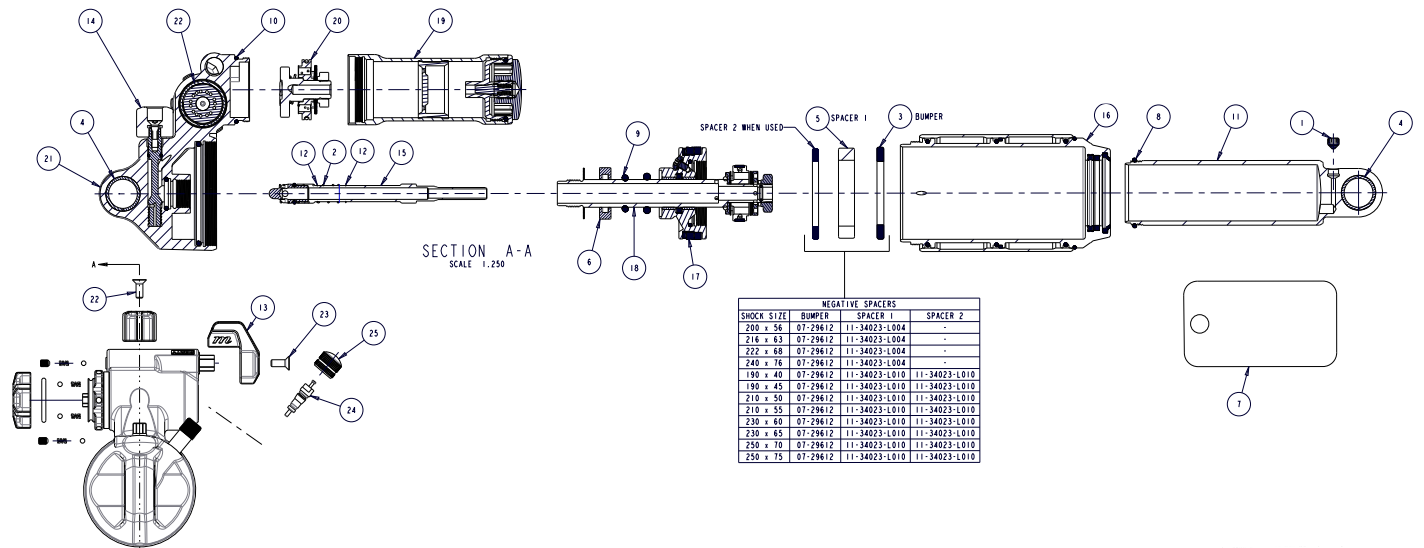 14
22
10
20
19
4
21
12
2
12
15
9
6
18
17
SPACER 2 WHEN USED
5 SPACER 1
3 BUMPER
16
8
11
1
4
SECTION A-A
SCALE 1.250
A
22
13
23
25
24
7
NEGATIVE SPACERS
SHOCK SIZE BUMPER SPACER 1 SPACER 2
200 x 56 07-29612 11-34023-L004 -
216 x 63 07-29612 11-34023-L004 -
222 x 68 07-29612 11-34023-L004 -
240 x 76 07-29612 11-34023-L004 -
190 x 40 07-29612 11-34023-L010 11-34023-L010
190 x 45 07-29612 11-34023-L010 11-34023-L010
210 x 50 07-29612 11-34023-L010 11-34023-L010
210 x 55 07-29612 11-34023-L010 11-34023-L010
230 x 60 07-29612 11-34023-L010 11-34023-L010
230 x 65 07-29612 11-34023-L010 11-34023-L010
250 x 70 07-29612 11-34023-L010 11-34023-L010
250 x 75 07-29612 11-34023-L010 11-34023-L010